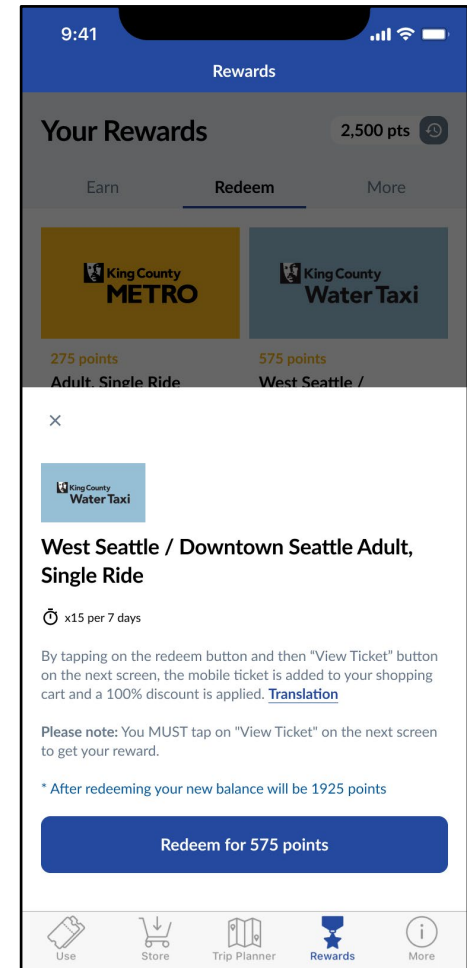 9:41
Rewards
Your Rewards
2,500 pts
Earn Redeem More
King County
METRO
King County
Water Taxi
275 points
575 points
Adult, Single Ride
West Seattle /
×
King County
Water Taxi
West Seattle / Downtown Seattle Adult,
Single Ride
x15 per 7 days
By tapping on the redeem button and then “View Ticket” button
on the next screen, the mobile ticket is added to your shopping
cart and a 100% discount is applied. Translation
Please note: You MUST tap on "View Ticket" on the next screen
to get your reward.
* After redeeming your new balance will be 1925 points
Redeem for 575 points
Use Store Trip Planner Rewards More